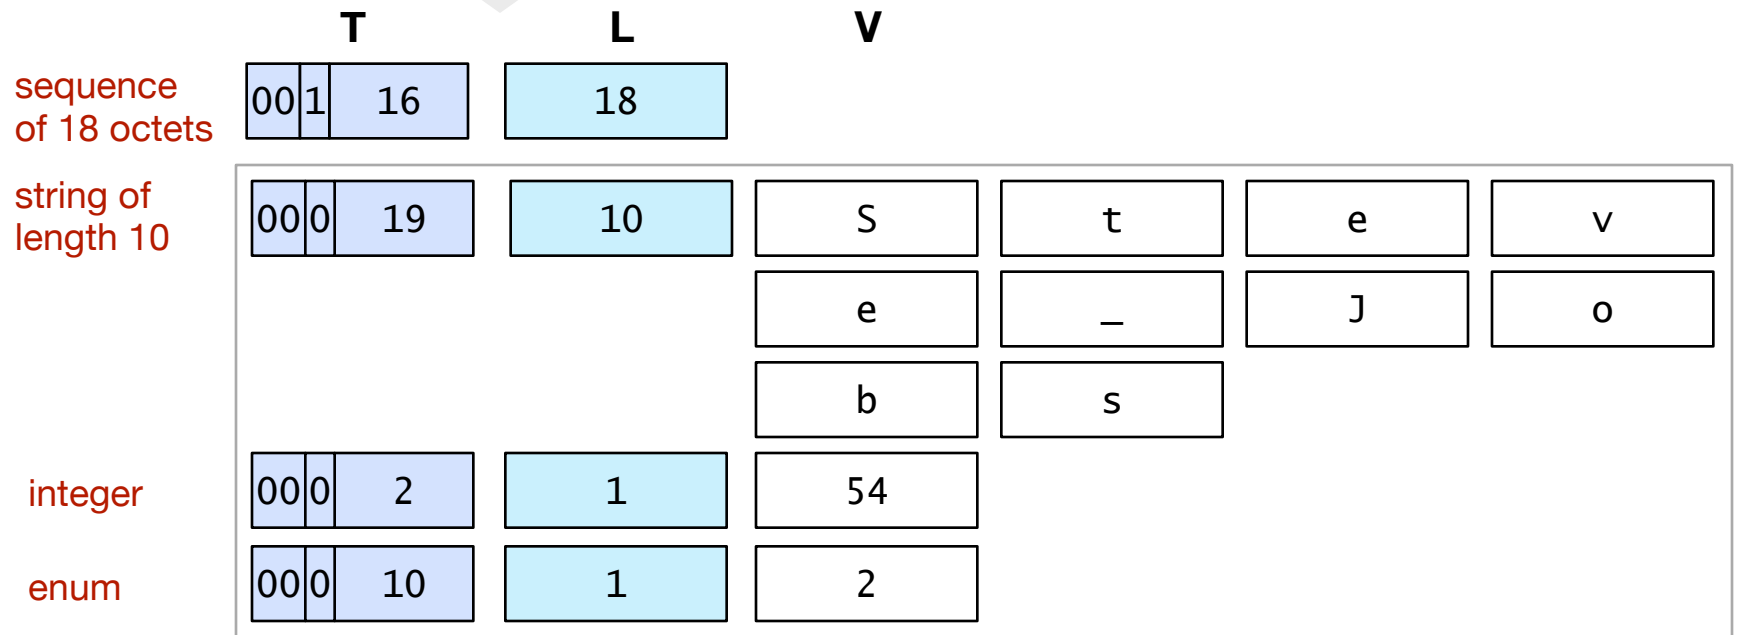 T L V
sequence
of 18 octets
00 1 16 18
string of
length 10
00 0 19 10 S t e v
e _ J o
b s
integer 00 0 2 1 54
enum 00 0 10 1 2